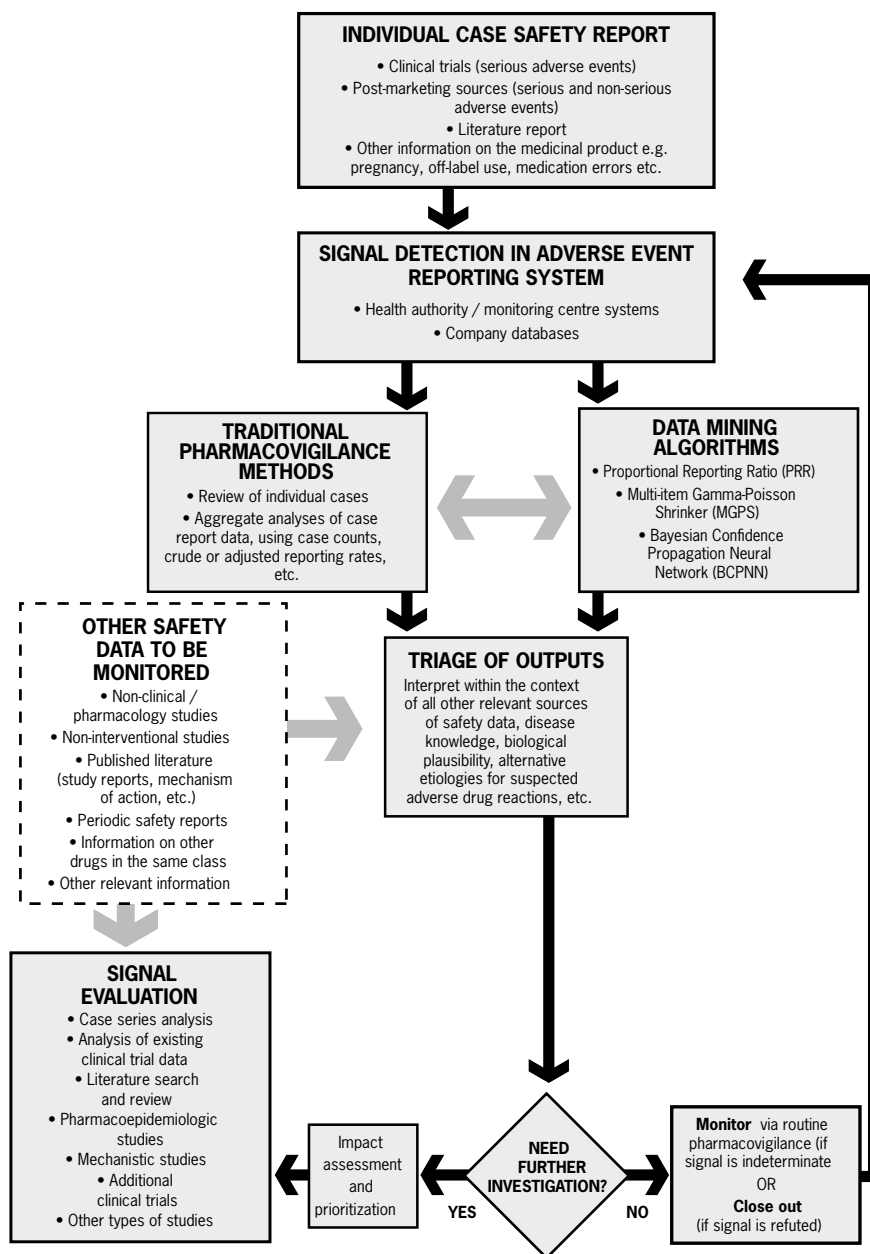 INDIVIDUAL CASE SAFETY REPORT
• Clinical trials (serious adverse events)
• Post-marketing sources (serious and non-serious
adverse events)
• Literature report
• Other information on the medicinal product e.g.
pregnancy, off-label use, medication errors etc.
SIGNAL DETECTION IN ADVERSE EVENT
REPORTING SYSTEM
• Health authority / monitoring centre systems
• Company databases
TRADITIONAL
PHARMACOVIGILANCE
METHODS
• Review of individual cases
• Aggregate analyses of case
report data, using case counts,
crude or adjusted reporting rates,
etc.
DATA MINING
ALGORITHMS
• Proportional Reporting Ratio (PRR)
• Multi-item Gamma-Poisson
Shrinker (MGPS)
• Bayesian Confidence
Propagation Neural
Network (BCPNN)
OTHER SAFETY
DATA TO BE
MONITORED
• Non-clinical /
pharmacology studies
• Non-interventional studies
• Published literature
(study reports, mechanism
of action, etc.)
• Periodic safety reports
• Information on other
drugs in the same class
• Other relevant information
TRIAGE OF OUTPUTS
Interpret within the context
of all other relevant sources
of safety data, disease
knowledge, biological
plausibility, alternative
etiologies for suspected
adverse drug reactions, etc.
SIGNAL
EVALUATION
• Case series analysis
• Analysis of existing
clinical trial data
• Literature search
and review
• Pharmacoepidemiologic
studies
• Mechanistic studies
• Additional
clinical trials
• Other types of studies
Impact
assessment
and
prioritization
YES
NEED
FURTHER
INVESTIGATION?
NO
Monitor via routine
pharmacovigilance (if
signal is indeterminate
OR
Close out
(if signal is refuted)